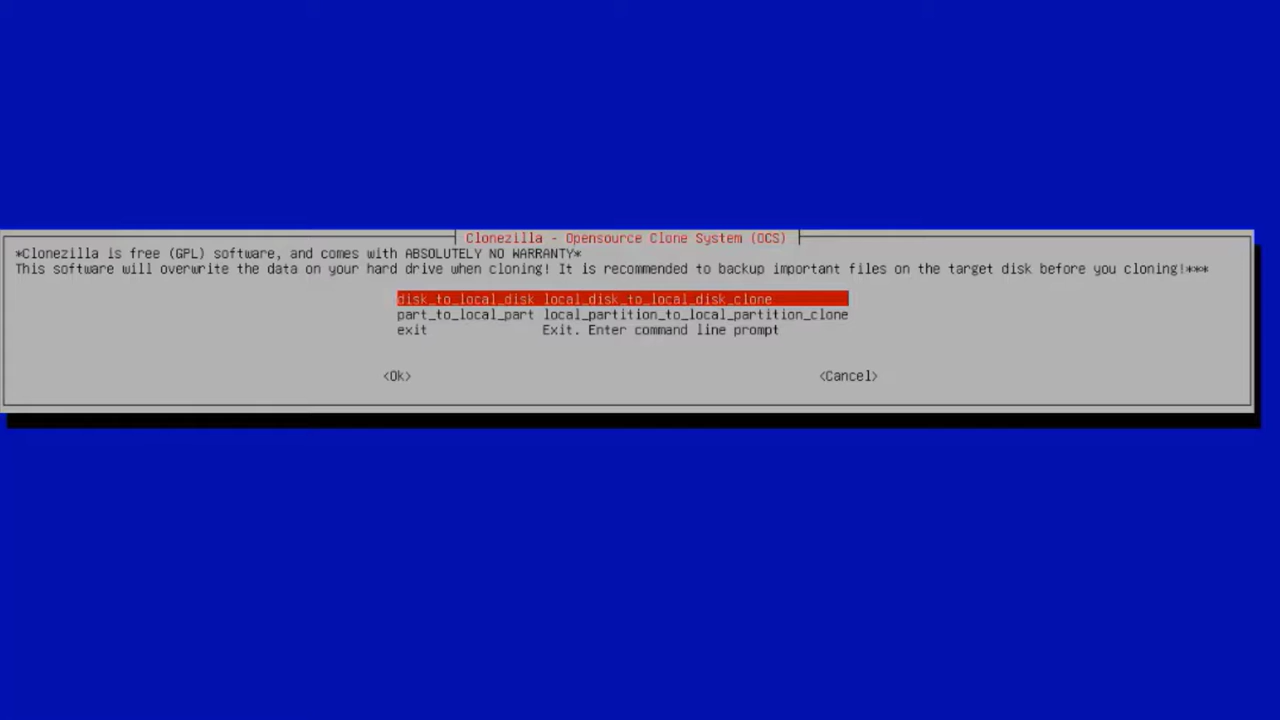 Clonezilla - Opensource Clone System (OCS)
*Clonezilla is free (GPL) software, and comes with ABSOLUTELY NO WARRANTY*
This software will overwrite the data on your hard drive when cloning! It is recommended to backup important files on the target disk before you cloning!***
disk_to_local_disk local_disk_to_local_disk_clone
part_to_local_part local_partition_to_local_partition_clone
exit Exit. Enter command line prompt
<Ok> <Cancel>